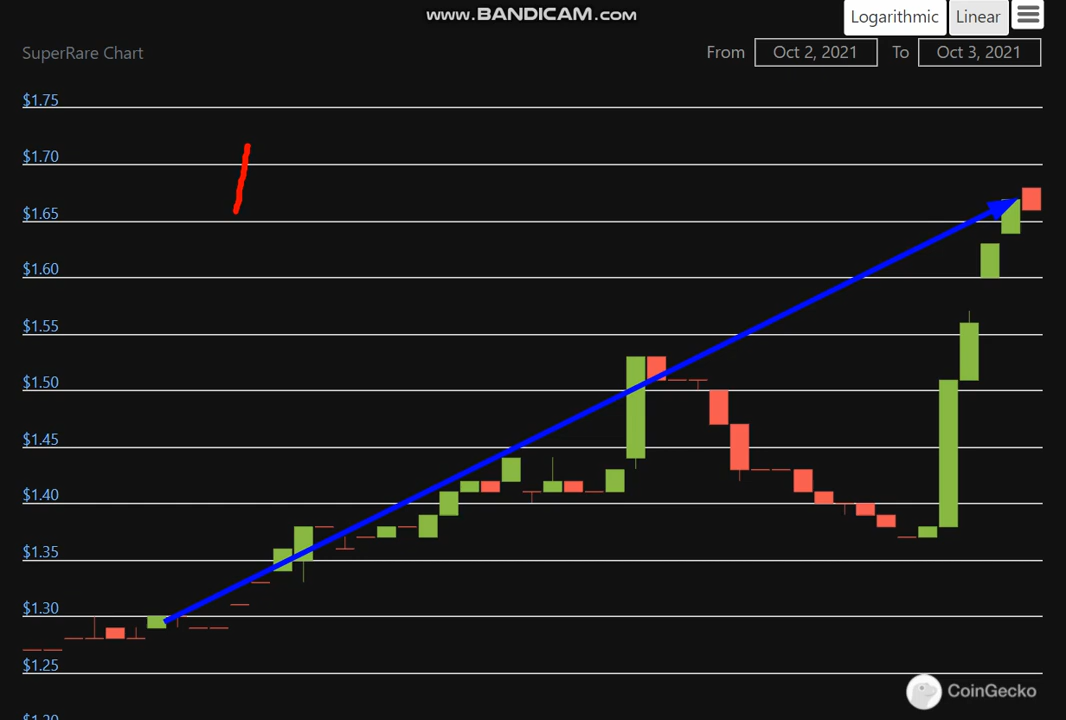 www.BANDICAM.com
Logarithmic Linear
SuperRare Chart
From Oct 2, 2021 To Oct 3, 2021
$1.75
$1.70
$1.65
$1.60
$1.55
$1.50
$1.45
$1.40
$1.35
$1.30
$1.25
CoinGecko
$1.20